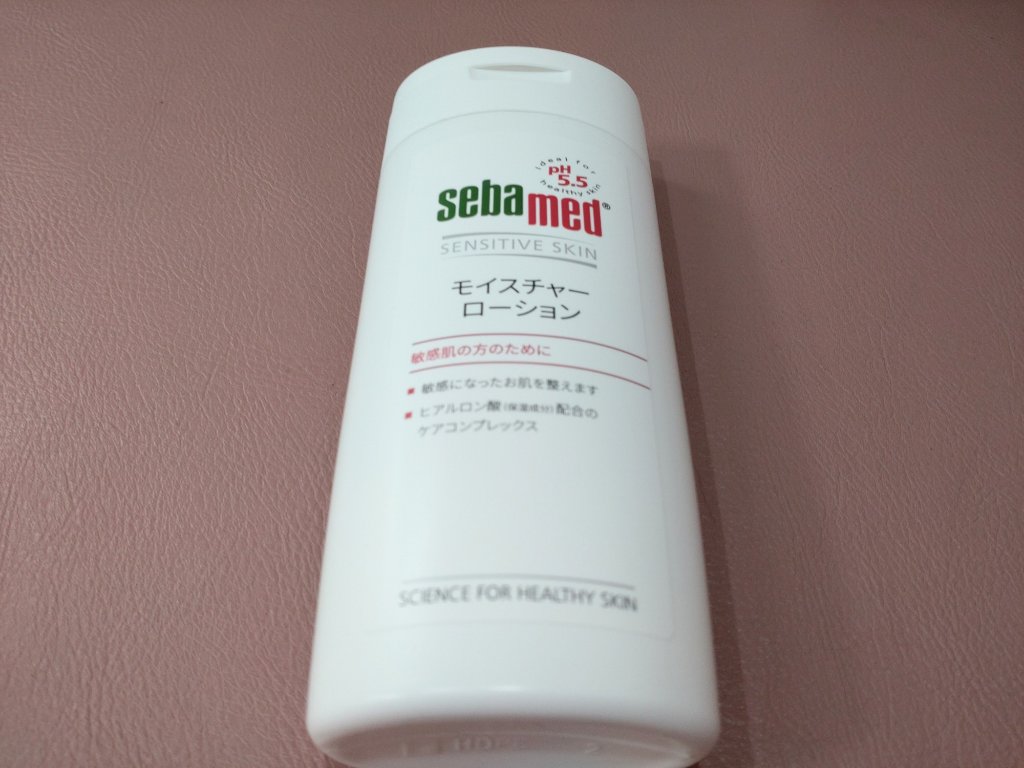 ideal for
pH
5.5
healthy skin
sebamed®
SENSITIVE SKIN
モイスチャー
ローション
敏感肌の方のために
■ 敏感になったお肌を整えます
■ ヒアルロン酸(保湿成分)配合の
ケアコンプレックス
SCIENCE FOR HEALTHY SKIN